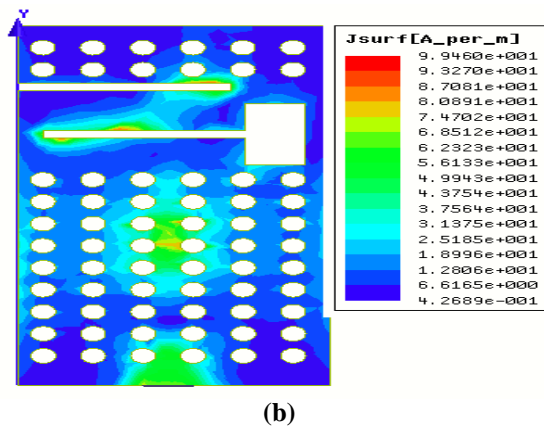 Y
Jsurf[A_per_m]
9.9460e+001
9.3270e+001
8.7081e+001
8.0891e+001
7.4702e+001
6.8512e+001
6.2323e+001
5.6133e+001
4.9943e+001
4.3754e+001
3.7564e+001
3.1375e+001
2.5185e+001
1.8996e+001
1.2806e+001
6.6165e+000
4.2689e-001
(b)